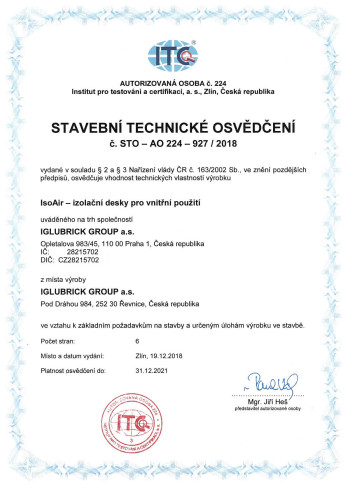 ITC
AUTORIZOVANÁ OSOBA č. 224
Institut pro testování a certifikaci, a. s., Zlín, Česká republika
STAVEBNÍ TECHNICKÉ OSVĚDČENÍ
č. STO – AO 224 – 927 / 2018
vydané v souladu § 2 a § 3 Nařízení vlády ČR č. 163/2002 Sb., ve znění pozdějších
předpisů, osvědčuje vhodnost technických vlastností výrobku
IsoAir – izolační desky pro vnitřní použití
uváděného na trh společností
IGLUBRICK GROUP a.s.
Opletalova 983/45, 110 00 Praha 1, Česká republika
IČ: 28215702
DIČ: CZ28215702
z místa výroby
IGLUBRICK GROUP a.s.
Pod Dráhou 984, 252 30 Řevnice, Česká republika
ve vztahu k základním požadavkům na stavby a určeným úlohám výrobku ve stavbě.
Počet stran: 6
Místo a datum vydání: Zlín, 19.12.2018
Platnost osvědčení do: 31.12.2021
Mgr. Jiří Heš
představitel autorizované osoby
ITC
3